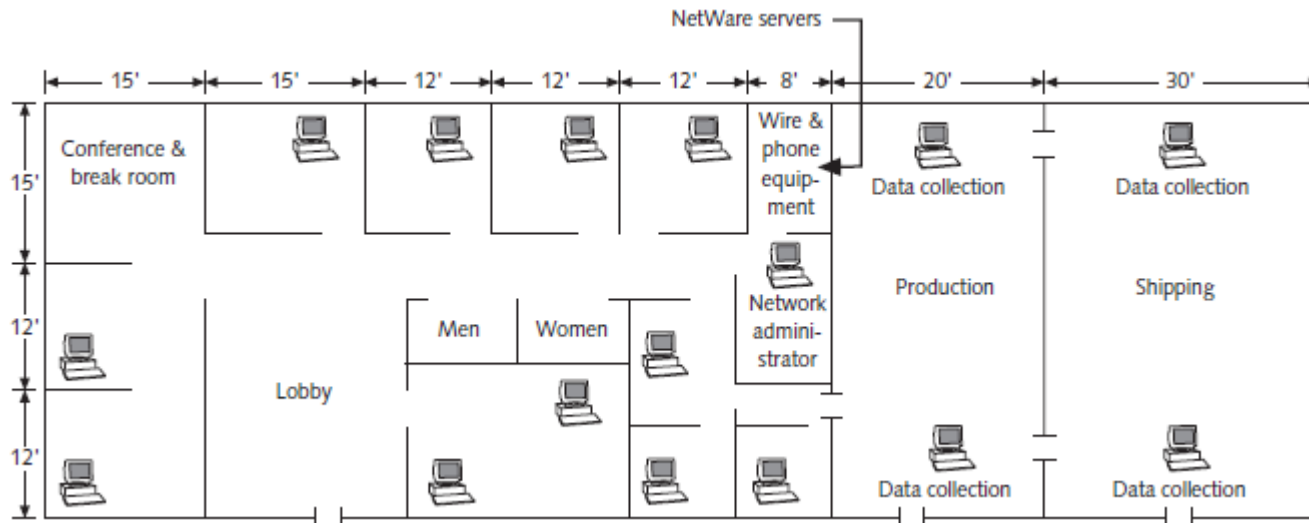 NetWare servers
15'
15'
12'
12'
12'
8'
20'
30'
15'
12'
12'
Conference &
break room
Wire &
phone
equip-
ment
Data collection
Data collection
Production
Shipping
Network
admini-
strator
Men
Women
Lobby
Data collection
Data collection